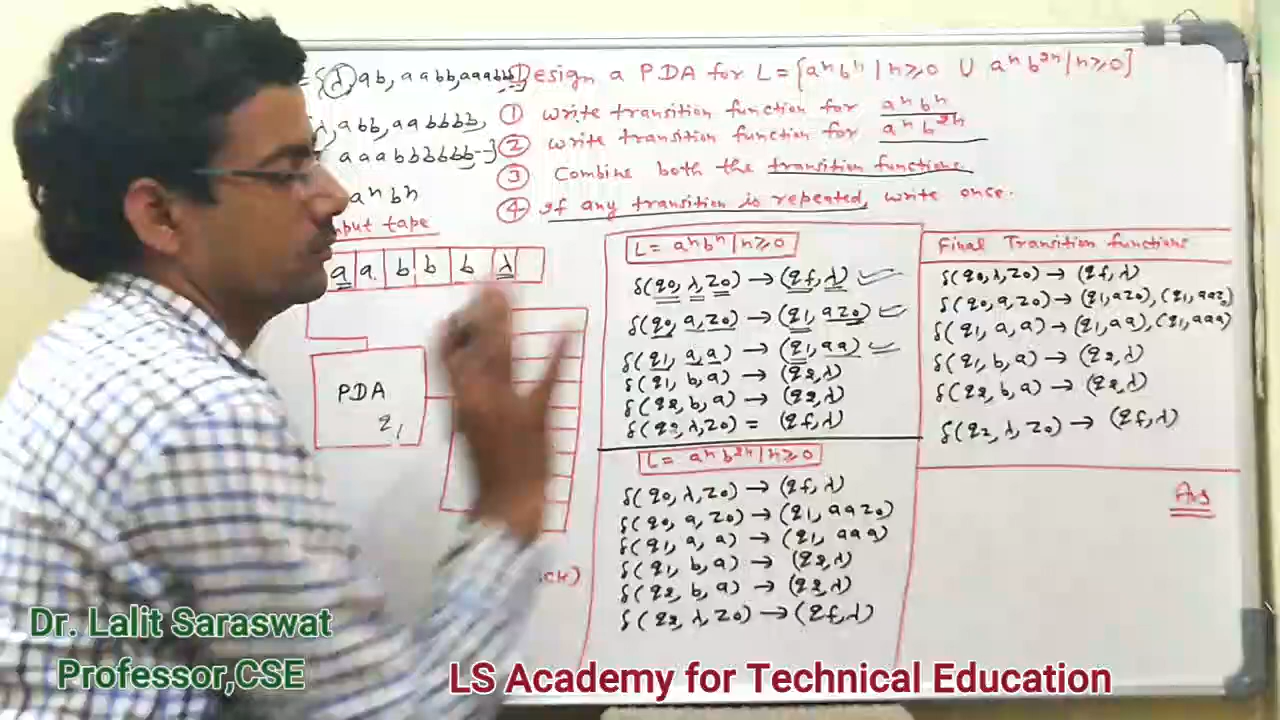 = {λ, ab, aabb, aaabbb
Design a PDA for L = {aⁿbⁿ | n≥0 ∪ aⁿb²ⁿ | n≥0}
, abb, aabbbb,
aaabbbbbb--}
aⁿbⁿ
① write transition function for aⁿbⁿ
② write transition function for aⁿb²ⁿ
③ Combine both the transition functions
④ If any transition is repeated, write once.
nput tape
a a b b b λ
PDA
q₁
L = aⁿbⁿ | n≥0
δ(q0, λ, z0) → (qf, λ)
δ(q0, a, z0) → (q1, az0)
δ(q1, a, a) → (q1, aa)
δ(q1, b, a) → (q2, λ)
δ(q2, b, a) → (q2, λ)
δ(q2, λ, z0) = (qf, λ)
L = aⁿb²ⁿ | n≥0
δ(q0, λ, z0) → (qf, λ)
δ(q0, a, z0) → (q1, aaz0)
δ(q1, a, a) → (q1, aaa)
δ(q1, b, a) → (q2, λ)
δ(q2, b, a) → (q2, λ)
δ(q2, λ, z0) → (qf, λ)
Final Transition functions
δ(q0, λ, z0) → (qf, λ)
δ(q0, a, z0) → (q1, az0), (q1, aaz0)
δ(q1, a, a) → (q1, aa), (q1, aaa)
δ(q1, b, a) → (q2, λ)
δ(q2, b, a) → (q2, λ)
δ(q2, λ, z0) → (qf, λ)
Ans
Dr. Lalit Saraswat
Professor,CSE
LS Academy for Technical Education